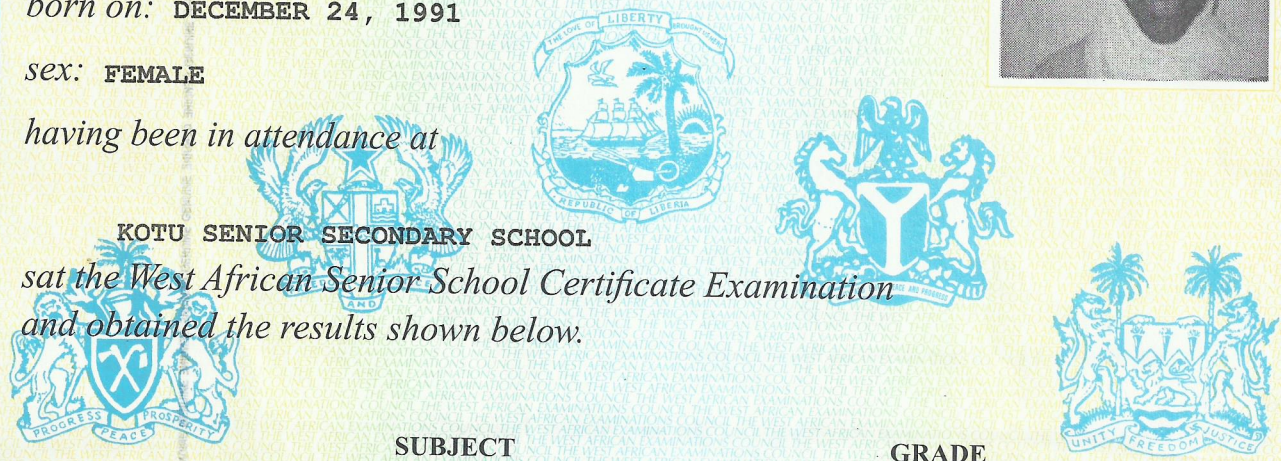 born on: DECEMBER 24, 1991
THE LOVE OF LIBERTY BROUGHT US HERE
sex: FEMALE
having been in attendance at
REPUBLIC OF LIBERIA
KOTU SENIOR SECONDARY SCHOOL
sat the West African Senior School Certificate Examination
and obtained the results shown below.
PROGRESS PEACE PROSPERITY
UNITY FREEDOM JUSTICE
SUBJECT GRADE